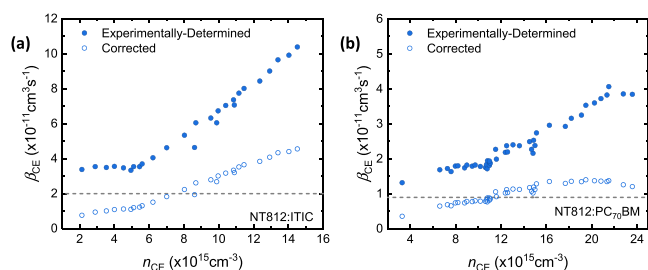 (a)
Experimentally-Determined
Corrected
12
10
8
6
4
2
0
β_CE (x10⁻¹¹cm³s⁻¹)
NT812:ITIC
0 2 4 6 8 10 12 14 16
n_CE (x10¹⁵cm⁻³)
(b)
Experimentally-Determined
Corrected
6
4
2
1
0
β_CE (x10⁻¹¹cm³s⁻¹)
NT812:PC₇₀BM
4 8 12 16 20 24
n_CE (x10¹⁵cm⁻³)